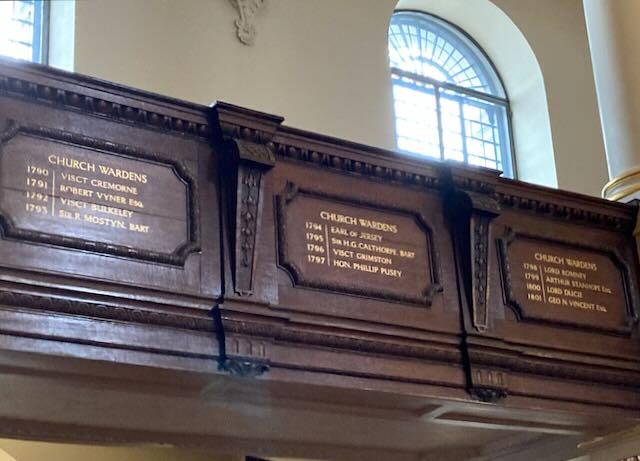 CHURCH WARDENS
1790 VISCT CREMORNE
1791 ROBERT VYNER ESQ.
1792 VISCT BULKELEY
1793 SIR R. MOSTYN, BART
CHURCH WARDENS
1794 EARL OF JERSEY
1795 SIR H.G. CALTHORPE, BART
1796 VISCT GRIMSTON
1797 HON. PHILLIP PUSEY
CHURCH WARDENS
1798 LORD ROMNEY
1799 ARTHUR STANHOPE ESQ.
1800 LORD DUCIE
1801 GEO N VINCENT ESQ.